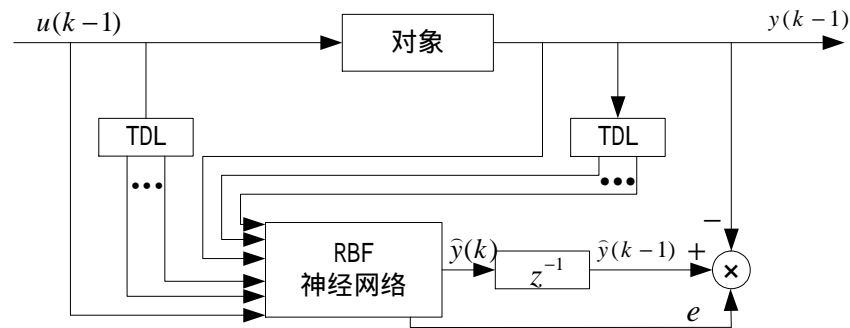 u(k−1)
对象
y(k−1)
TDL
TDL
•••
•••
−
RBF
神经网络
ŷ(k)
z⁻¹
ŷ(k−1)
+
×
e